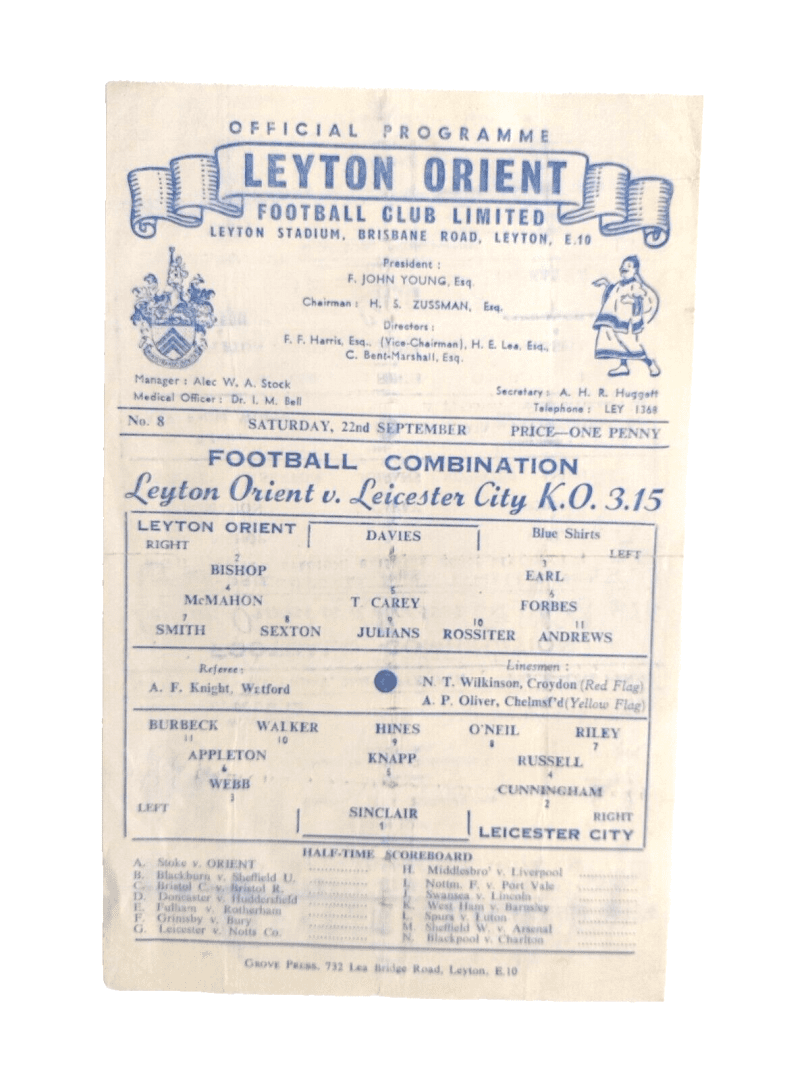 OFFICIAL PROGRAMME
LEYTON ORIENT
FOOTBALL CLUB LIMITED
LEYTON STADIUM, BRISBANE ROAD, LEYTON, E.10
President :
F. JOHN YOUNG, Esq.
Chairman : H. S. ZUSSMAN, Esq.
Directors :
F. F. Harris, Esq., (Vice-Chairman), H. E. Lea, Esq.,
C. Bent-Marshall, Esq.
Manager : Alec W. A. Stock
Medical Officer : Dr. I. M. Bell
Secretary : A. H. R. Huggett
Telephone : LEY 1368
No. 8 SATURDAY, 22nd SEPTEMBER PRICE—ONE PENNY
FOOTBALL COMBINATION
Leyton Orient v. Leicester City K.O. 3.15
LEYTON ORIENT DAVIES Blue Shirts
RIGHT 1 LEFT
2 3
BISHOP EARL
4 5 6
McMAHON T. CAREY FORBES
7 8 9 10 11
SMITH SEXTON JULIANS ROSSITER ANDREWS
Referee : Linesmen :
A. F. Knight, Watford N. T. Wilkinson, Croydon (Red Flag)
A. P. Oliver, Chelmsf'd (Yellow Flag)
BURBECK WALKER HINES O'NEIL RILEY
11 10 9 8 7
APPLETON KNAPP RUSSELL
6 5 4
WEBB CUNNINGHAM
3 2
LEFT SINCLAIR RIGHT
1 LEICESTER CITY
HALF-TIME SCOREBOARD
A. Stoke v. ORIENT
B. Blackburn v. Sheffield U.
C. Bristol C. v. Bristol R.
D. Doncaster v. Huddersfield
E. Fulham v. Rotherham
F. Grimsby v. Bury
G. Leicester v. Notts Co.
H. Middlesbro' v. Liverpool
I. Nottm. F. v. Port Vale
J. Swansea v. Lincoln
K. West Ham v. Barnsley
L. Spurs v. Luton
M. Sheffield W. v. Arsenal
N. Blackpool v. Charlton
GROVE PRESS, 732 Lea Bridge Road, Leyton, E.10